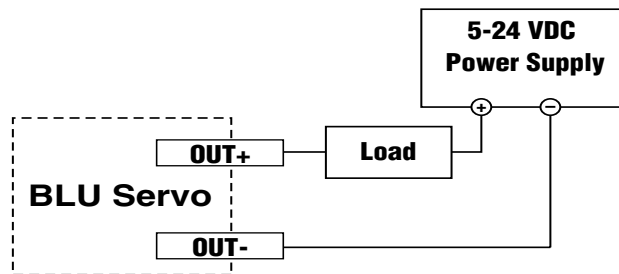 5-24 VDC
Power Supply
+
−
OUT+
Load
BLU Servo
OUT-